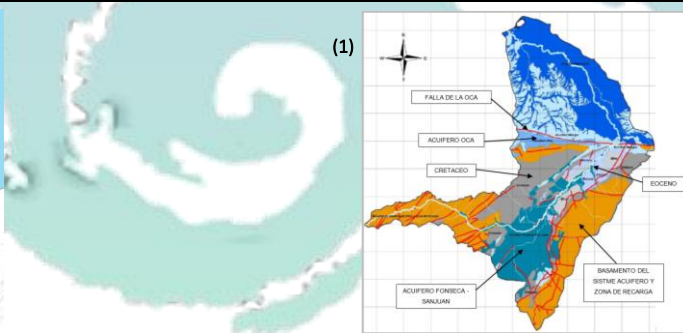 (1)
N
FALLA DE LA OCA
ACUIFERO OCA
CRETACEO
EOCENO
BASAMENTO DEL
SISTME ACUIFERO Y
ZONA DE RECARGA
ACUIFERO FONSECA -
SANJUAN